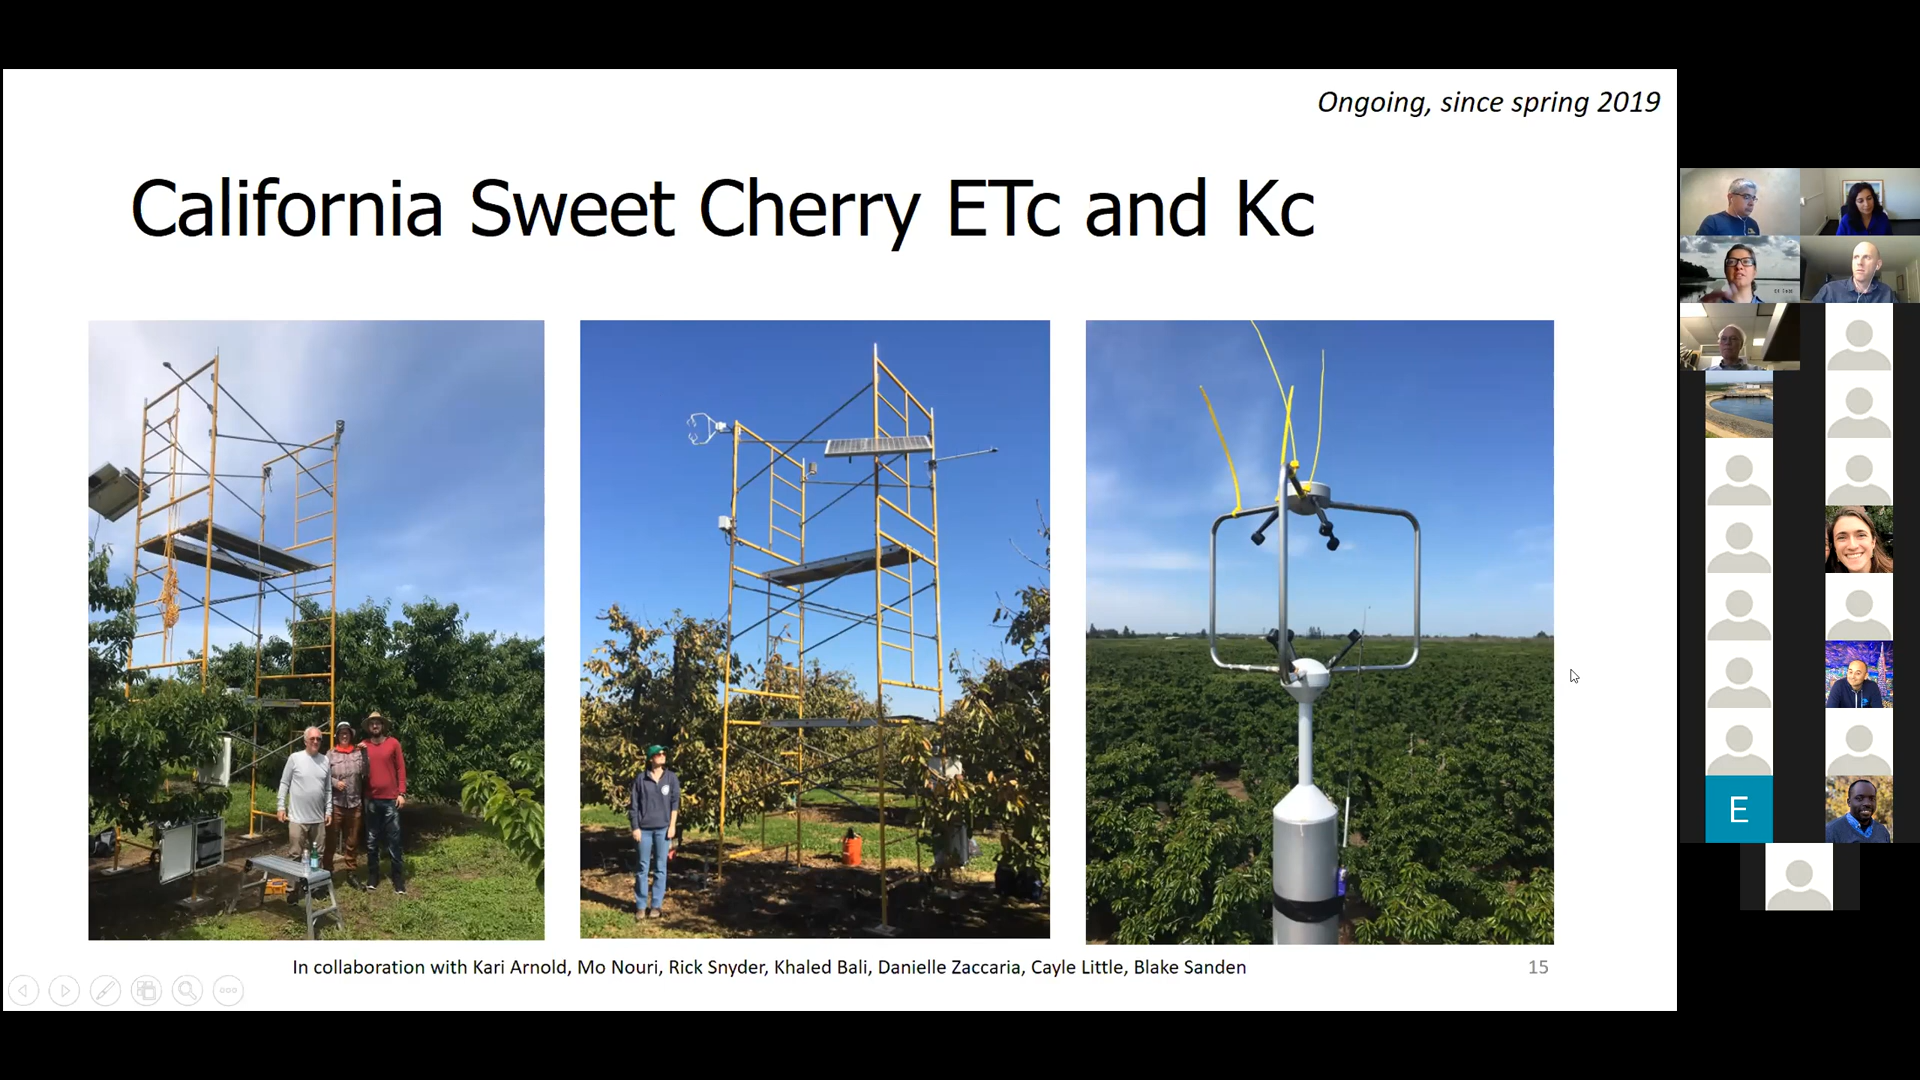 Ongoing, since spring 2019
California Sweet Cherry ETc and Kc
In collaboration with Kari Arnold, Mo Nouri, Rick Snyder, Khaled Bali, Danielle Zaccaria, Cayle Little, Blake Sanden
15
E